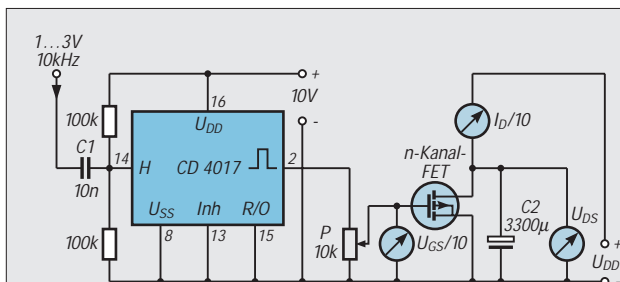 1...3V
10kHz
+
10V
-
16
100k
U_DD
C1
14
H
CD 4017
2
10n
100k
U_SS
Inh
R/O
8
13
15
P
10k
n-Kanal-
FET
I_D/10
U_GS/10
C2
3300µ
U_DS
+
U_DD
-